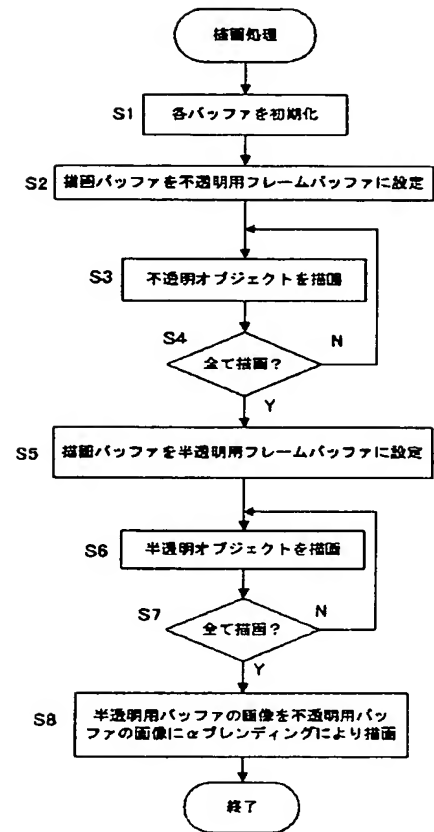 描画処理
S1
各バッファを初期化
S2
描画バッファを不透明用フレームバッファに設定
S3
不透明オブジェクトを描画
S4
全て描画?
N
Y
S5
描画バッファを半透明用フレームバッファに設定
S6
半透明オブジェクトを描画
S7
全て描画?
N
Y
S8
半透明用バッファの画像を不透明用バッ
ファの画像にαブレンディングにより描画
終了